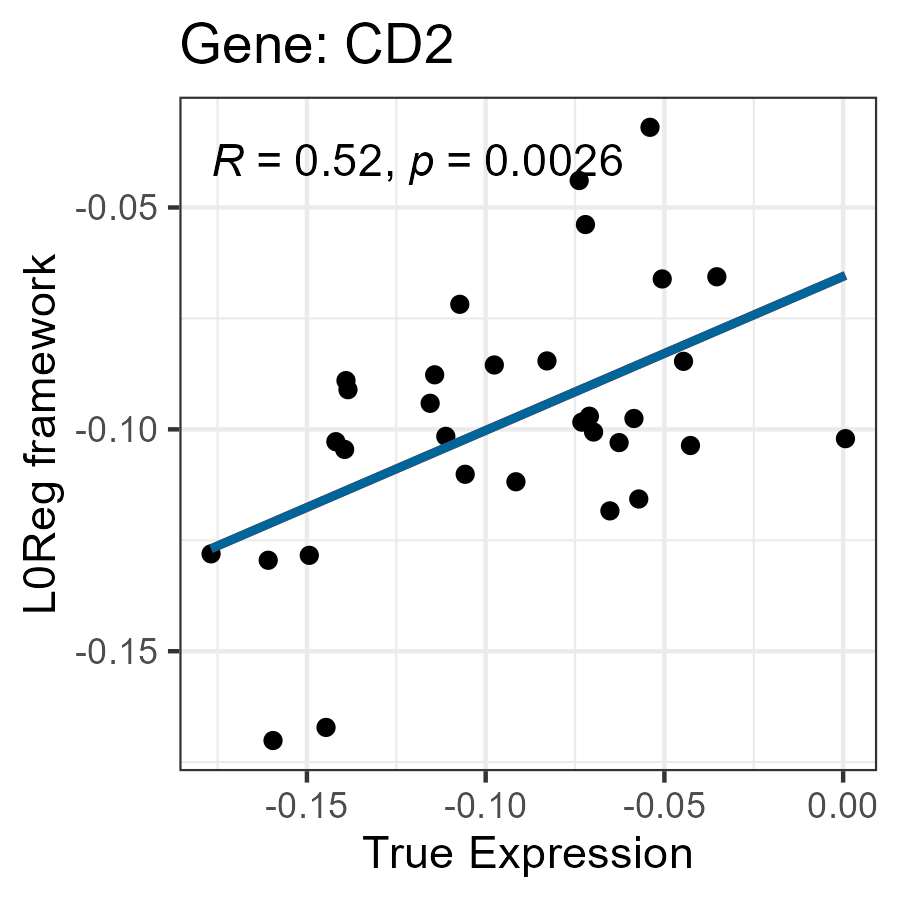 Gene: CD2
R = 0.52, p = 0.0026
L0Reg framework
-0.05
-0.10
-0.15
-0.15
-0.10
-0.05
0.00
True Expression